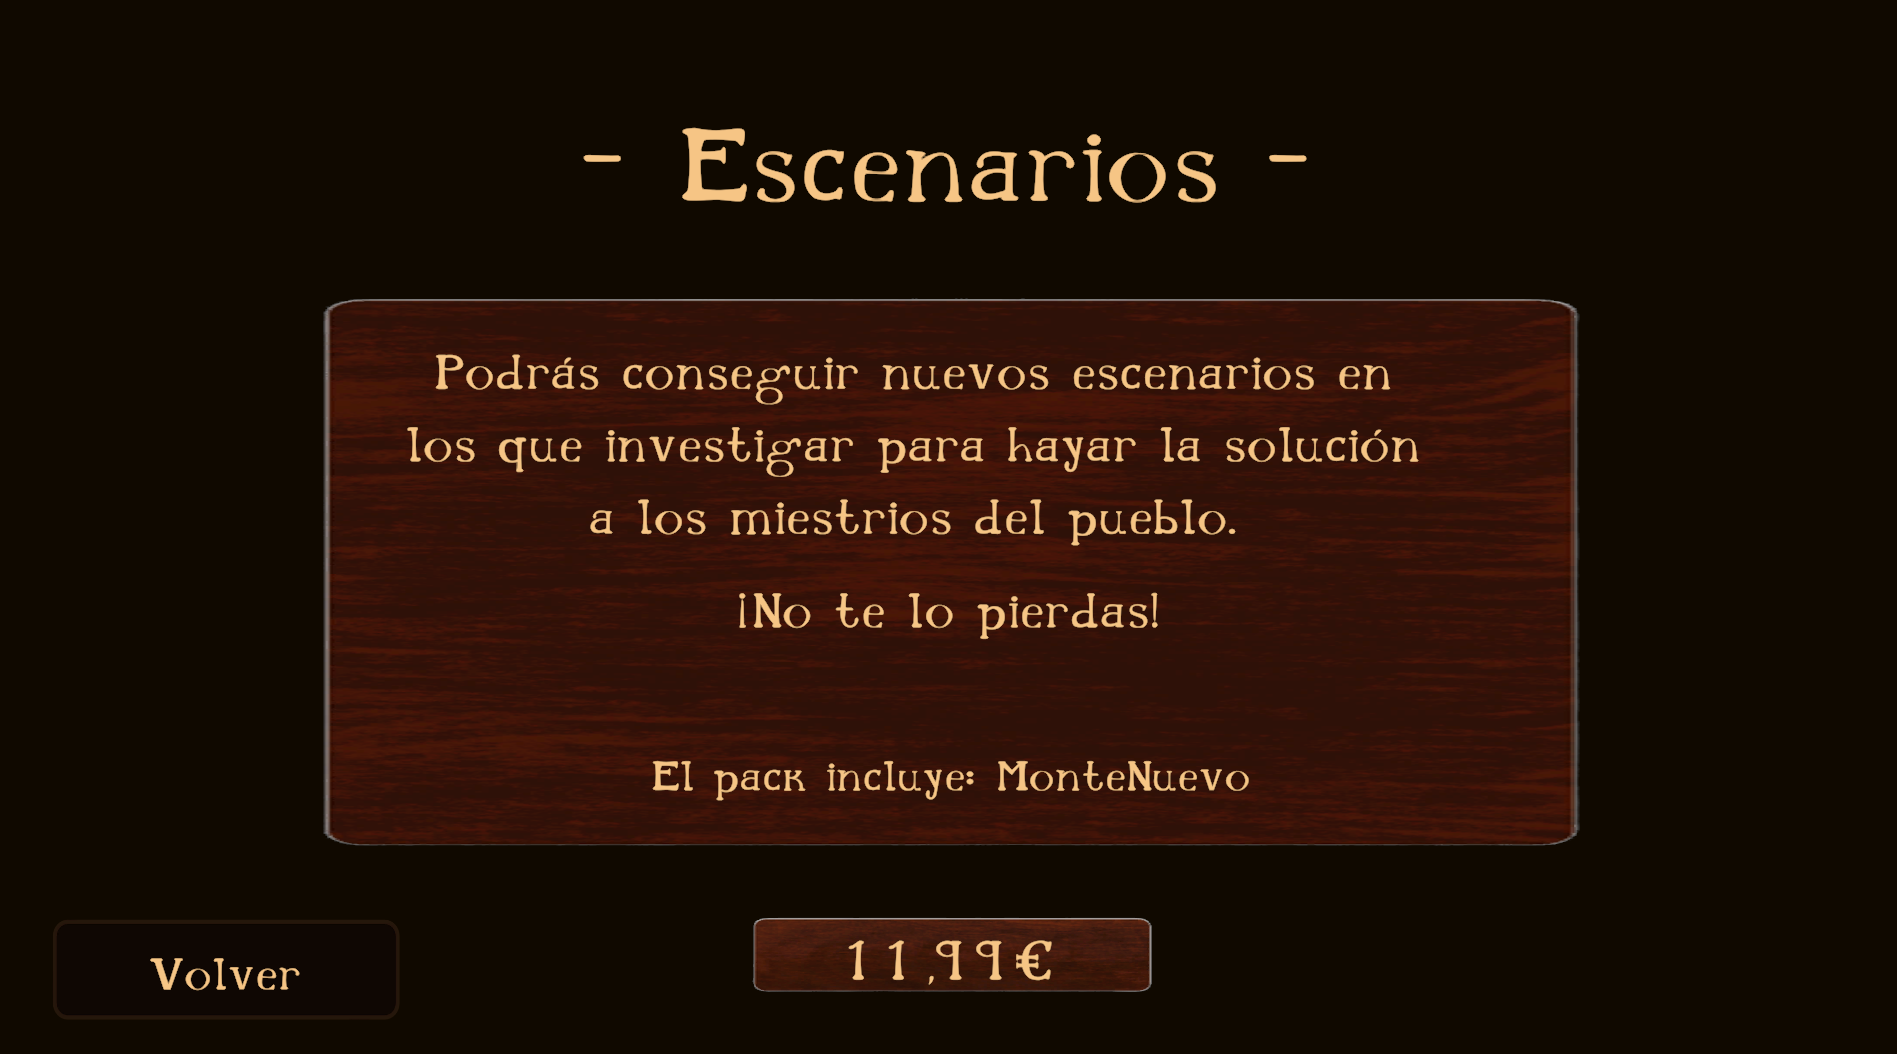 - Escenarios -
Podrás conseguir nuevos escenarios en
los que investigar para hayar la solución
a los miestrios del pueblo.
¡No te lo pierdas!
El pack incluye: MonteNuevo
Volver
11,99€